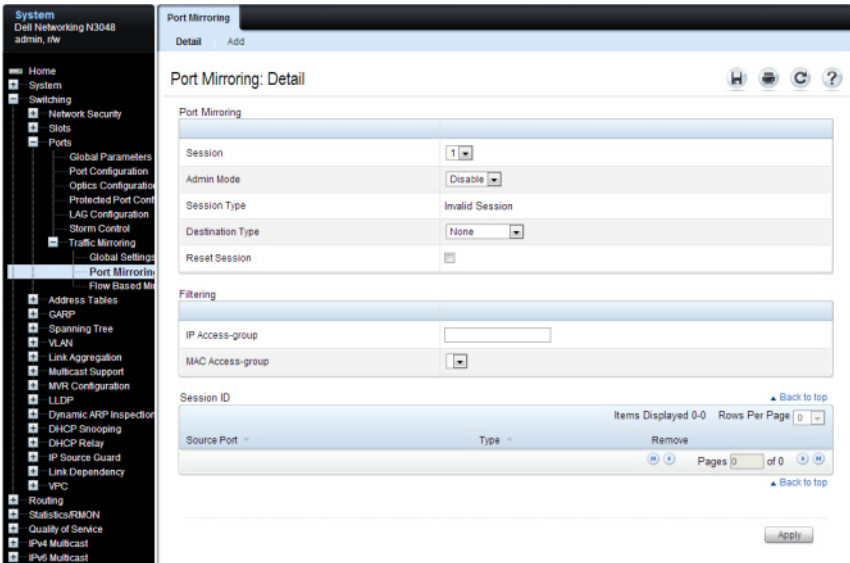 System
Dell Networking N3048
admin, r/w
Home
System
Switching
Network Security
Slots
Ports
Global Parameters
Port Configuration
Optics Configuration
Protected Port Conf
LAG Configuration
Storm Control
Traffic Mirroring
Global Settings
Port Mirroring
Flow Based Mir
Address Tables
GARP
Spanning Tree
VLAN
Link Aggregation
Multicast Support
MVR Configuration
LLDP
Dynamic ARP Inspection
DHCP Snooping
DHCP Relay
IP Source Guard
Link Dependency
VPC
Routing
Statistics/RMON
Quality of Service
IPv4 Multicast
IPv6 Multicast
Port Mirroring
Detail Add
Port Mirroring: Detail
?
Port Mirroring
Session 1
Admin Mode Disable
Session Type Invalid Session
Destination Type None
Reset Session
Filtering
IP Access-group
MAC Access-group
Session ID Back to top
Items Displayed 0-0 Rows Per Page 0
Source Port Type Remove
Pages 0 of 0
Back to top
Apply